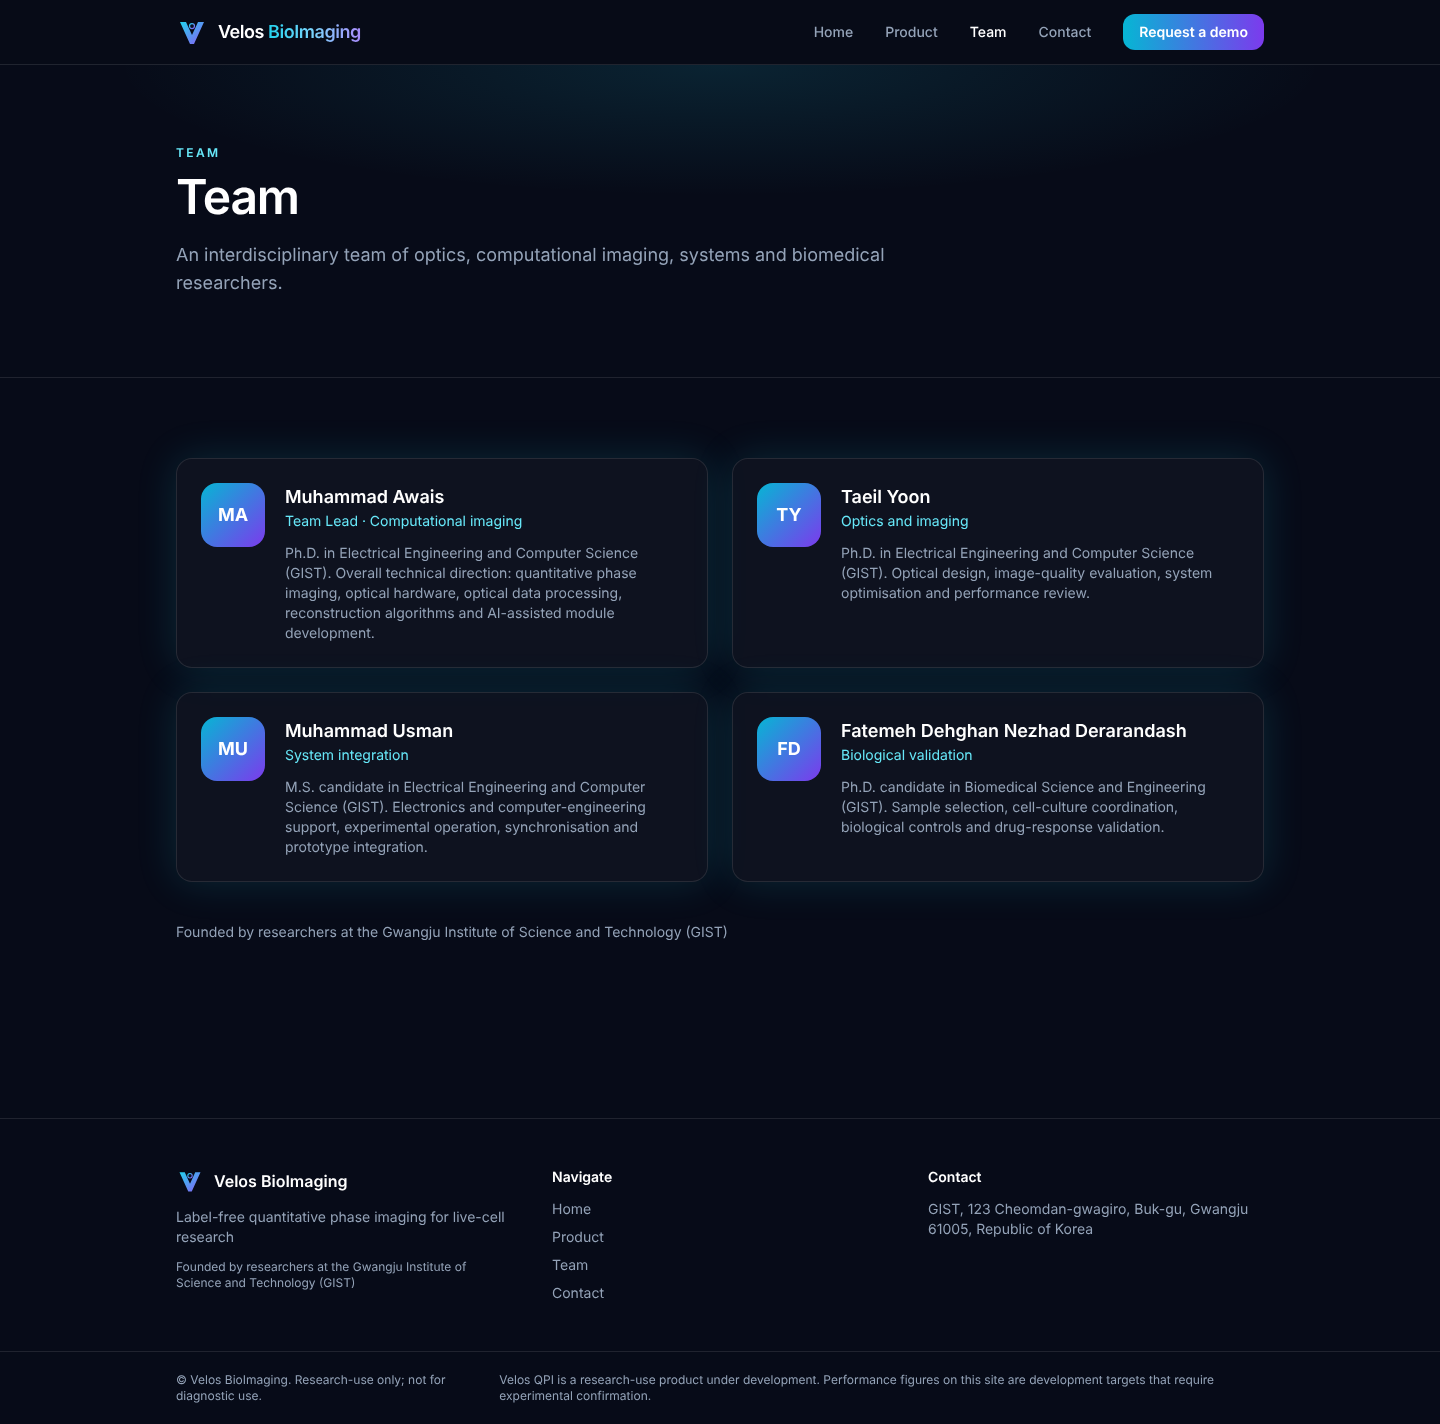 Velos BioImaging
Home
Product
Team
Contact
Request a demo
TEAM
Team
An interdisciplinary team of optics, computational imaging, systems and biomedical
researchers.
MA
Muhammad Awais
Team Lead · Computational imaging
Ph.D. in Electrical Engineering and Computer Science
(GIST). Overall technical direction: quantitative phase
imaging, optical hardware, optical data processing,
reconstruction algorithms and AI-assisted module
development.
TY
Taeil Yoon
Optics and imaging
Ph.D. in Electrical Engineering and Computer Science
(GIST). Optical design, image-quality evaluation, system
optimisation and performance review.
MU
Muhammad Usman
System integration
M.S. candidate in Electrical Engineering and Computer
Science (GIST). Electronics and computer-engineering
support, experimental operation, synchronisation and
prototype integration.
FD
Fatemeh Dehghan Nezhad Derarandash
Biological validation
Ph.D. candidate in Biomedical Science and Engineering
(GIST). Sample selection, cell-culture coordination,
biological controls and drug-response validation.
Founded by researchers at the Gwangju Institute of Science and Technology (GIST)
Velos BioImaging
Label-free quantitative phase imaging for live-cell
research
Founded by researchers at the Gwangju Institute of
Science and Technology (GIST)
Navigate
Home
Product
Team
Contact
Contact
GIST, 123 Cheomdan-gwagiro, Buk-gu, Gwangju
61005, Republic of Korea
© Velos BioImaging. Research-use only; not for
diagnostic use.
Velos QPI is a research-use product under development. Performance figures on this site are development targets that require
experimental confirmation.